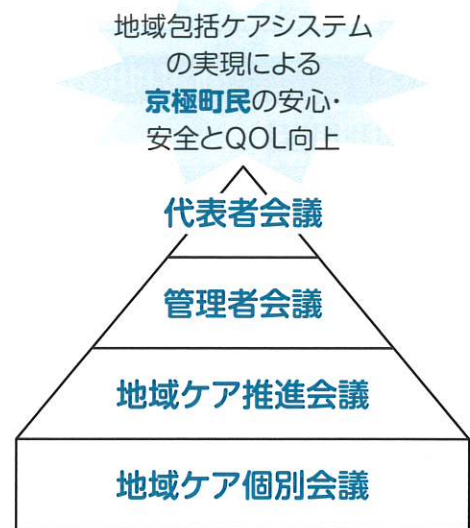 地域包括ケアシステム
の実現による
京極町民の安心・
安全とQOL向上
代表者会議
管理者会議
地域ケア推進会議
地域ケア個別会議